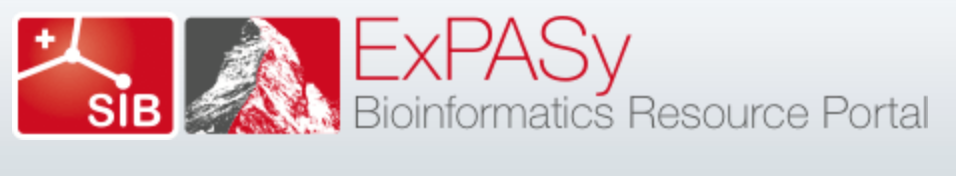 SIB
ExPASy
Bioinformatics Resource Portal